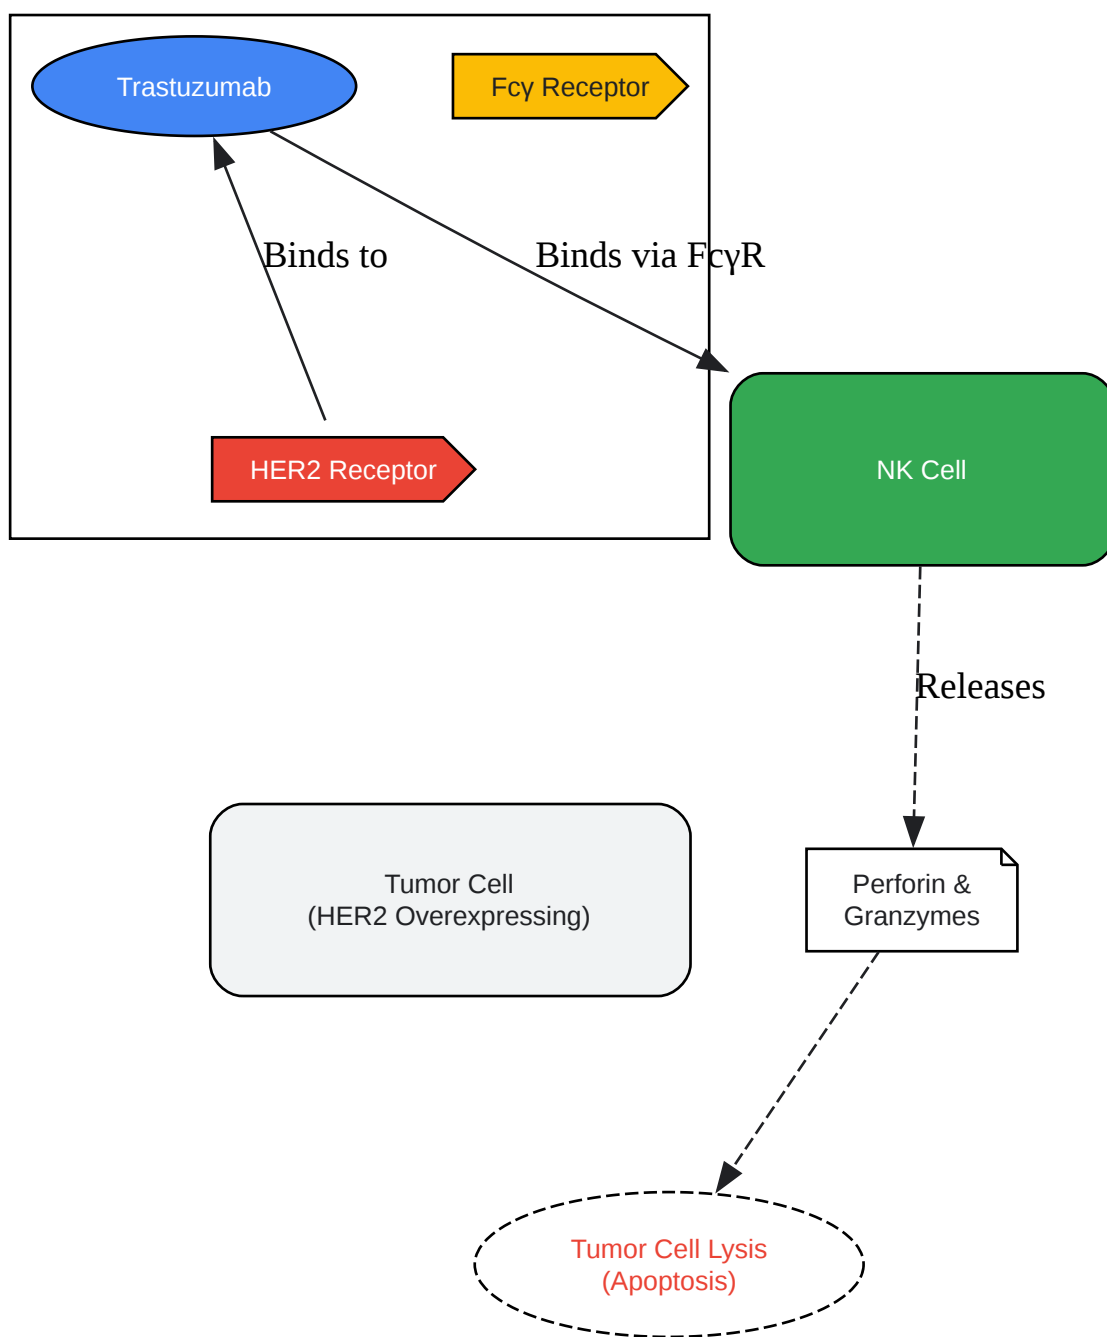 Trastuzumab
Fcγ Receptor
Binds to
Binds via FcγR
HER2 Receptor
NK Cell
Releases
Tumor Cell
(HER2 Overexpressing)
Perforin &
Granzymes
Tumor Cell Lysis
(Apoptosis)